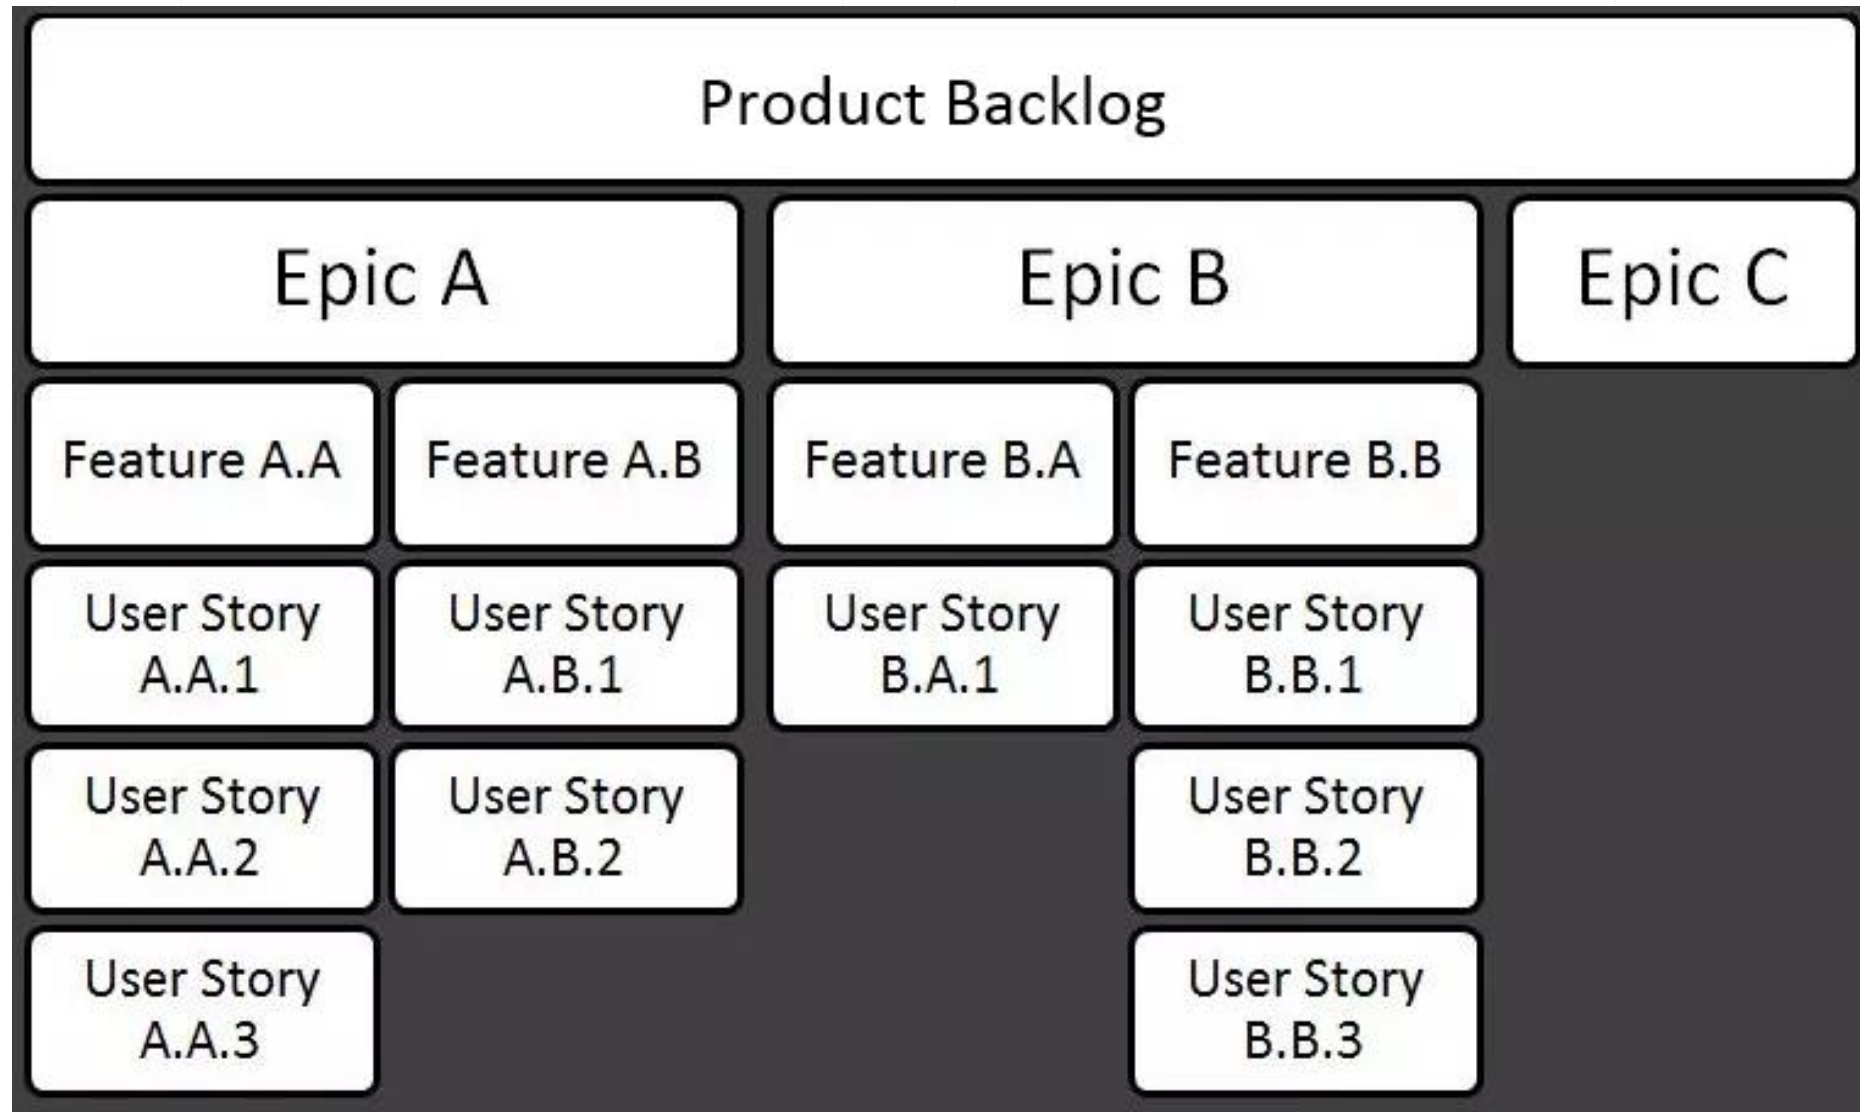 Product Backlog
Epic A
Epic B
Epic C
Feature A.A
Feature A.B
Feature B.A
Feature B.B
User Story
A.A.1
User Story
A.B.1
User Story
B.A.1
User Story
B.B.1
User Story
A.A.2
User Story
A.B.2
User Story
B.B.2
User Story
A.A.3
User Story
B.B.3